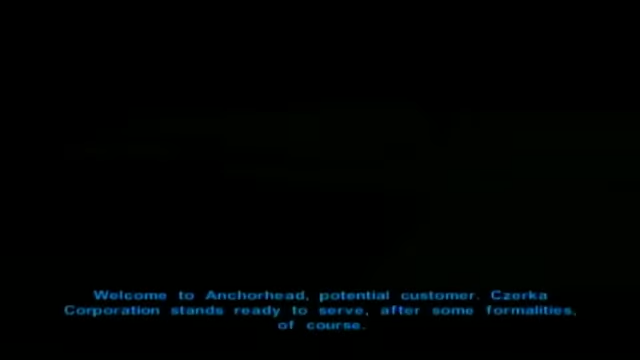 Welcome to Anchorhead, potential customer. Czerka
Corporation stands ready to serve, after some formalities,
of course.